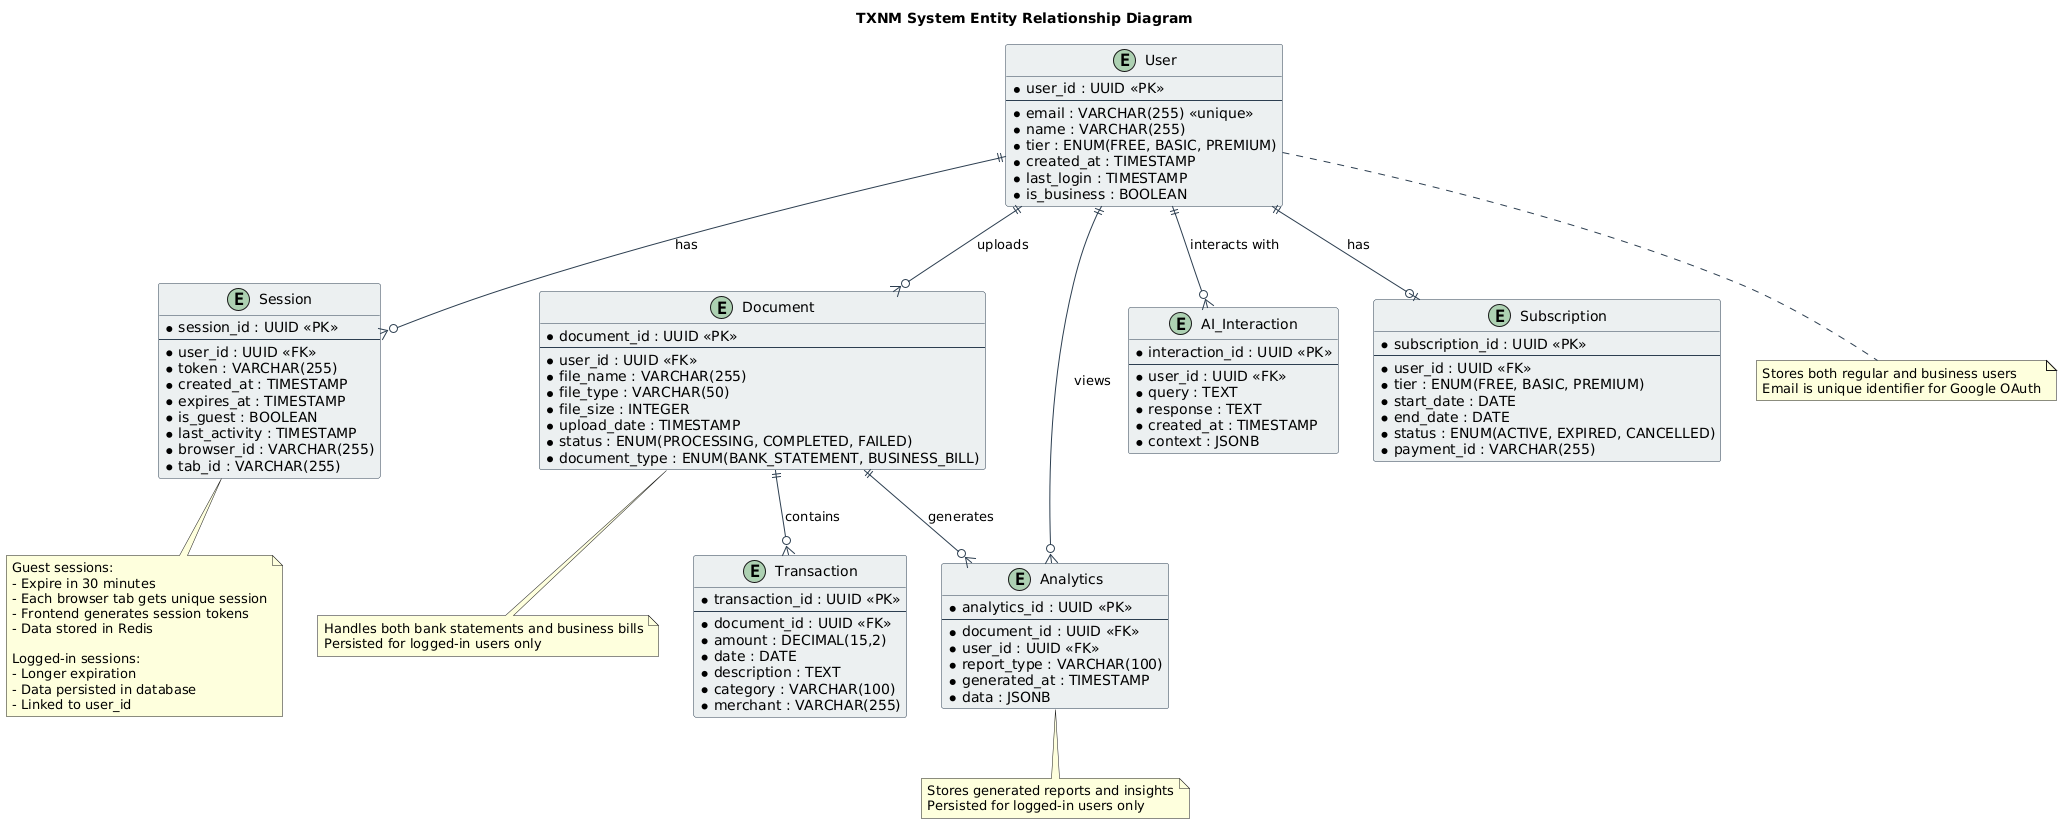 TXNM System Entity Relationship Diagram
E User
* user_id : UUID «PK»
* email : VARCHAR(255) «unique»
* name : VARCHAR(255)
* tier : ENUM(FREE, BASIC, PREMIUM)
* created_at : TIMESTAMP
* last_login : TIMESTAMP
* is_business : BOOLEAN
has
uploads
interacts with
has
E Session
* session_id : UUID «PK»
* user_id : UUID «FK»
* token : VARCHAR(255)
* created_at : TIMESTAMP
* expires_at : TIMESTAMP
* is_guest : BOOLEAN
* last_activity : TIMESTAMP
* browser_id : VARCHAR(255)
* tab_id : VARCHAR(255)
E Document
* document_id : UUID «PK»
* user_id : UUID «FK»
* file_name : VARCHAR(255)
* file_type : VARCHAR(50)
* file_size : INTEGER
* upload_date : TIMESTAMP
* status : ENUM(PROCESSING, COMPLETED, FAILED)
* document_type : ENUM(BANK_STATEMENT, BUSINESS_BILL)
views
E AI_Interaction
* interaction_id : UUID «PK»
* user_id : UUID «FK»
* query : TEXT
* response : TEXT
* created_at : TIMESTAMP
* context : JSONB
E Subscription
* subscription_id : UUID «PK»
* user_id : UUID «FK»
* tier : ENUM(FREE, BASIC, PREMIUM)
* start_date : DATE
* end_date : DATE
* status : ENUM(ACTIVE, EXPIRED, CANCELLED)
* payment_id : VARCHAR(255)
Stores both regular and business users
Email is unique identifier for Google OAuth
contains
generates
Guest sessions:
- Expire in 30 minutes
- Each browser tab gets unique session
- Frontend generates session tokens
- Data stored in Redis
Logged-in sessions:
- Longer expiration
- Data persisted in database
- Linked to user_id
Handles both bank statements and business bills
Persisted for logged-in users only
E Transaction
* transaction_id : UUID «PK»
* document_id : UUID «FK»
* amount : DECIMAL(15,2)
* date : DATE
* description : TEXT
* category : VARCHAR(100)
* merchant : VARCHAR(255)
E Analytics
* analytics_id : UUID «PK»
* document_id : UUID «FK»
* user_id : UUID «FK»
* report_type : VARCHAR(100)
* generated_at : TIMESTAMP
* data : JSONB
Stores generated reports and insights
Persisted for logged-in users only